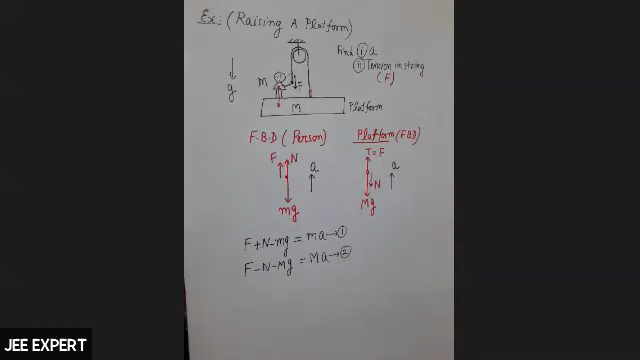 Ex: (Raising A Platform)
Find (i) a
(ii) Tension in string
(F)
g
m
F
M
Platform
F.B.D (Person)
Platform (FBD)
F
N
a
mg
T = F
a
N
Mg
F + N - mg = ma → (1)
F - N - Mg = Ma → (2)
JEE EXPERT